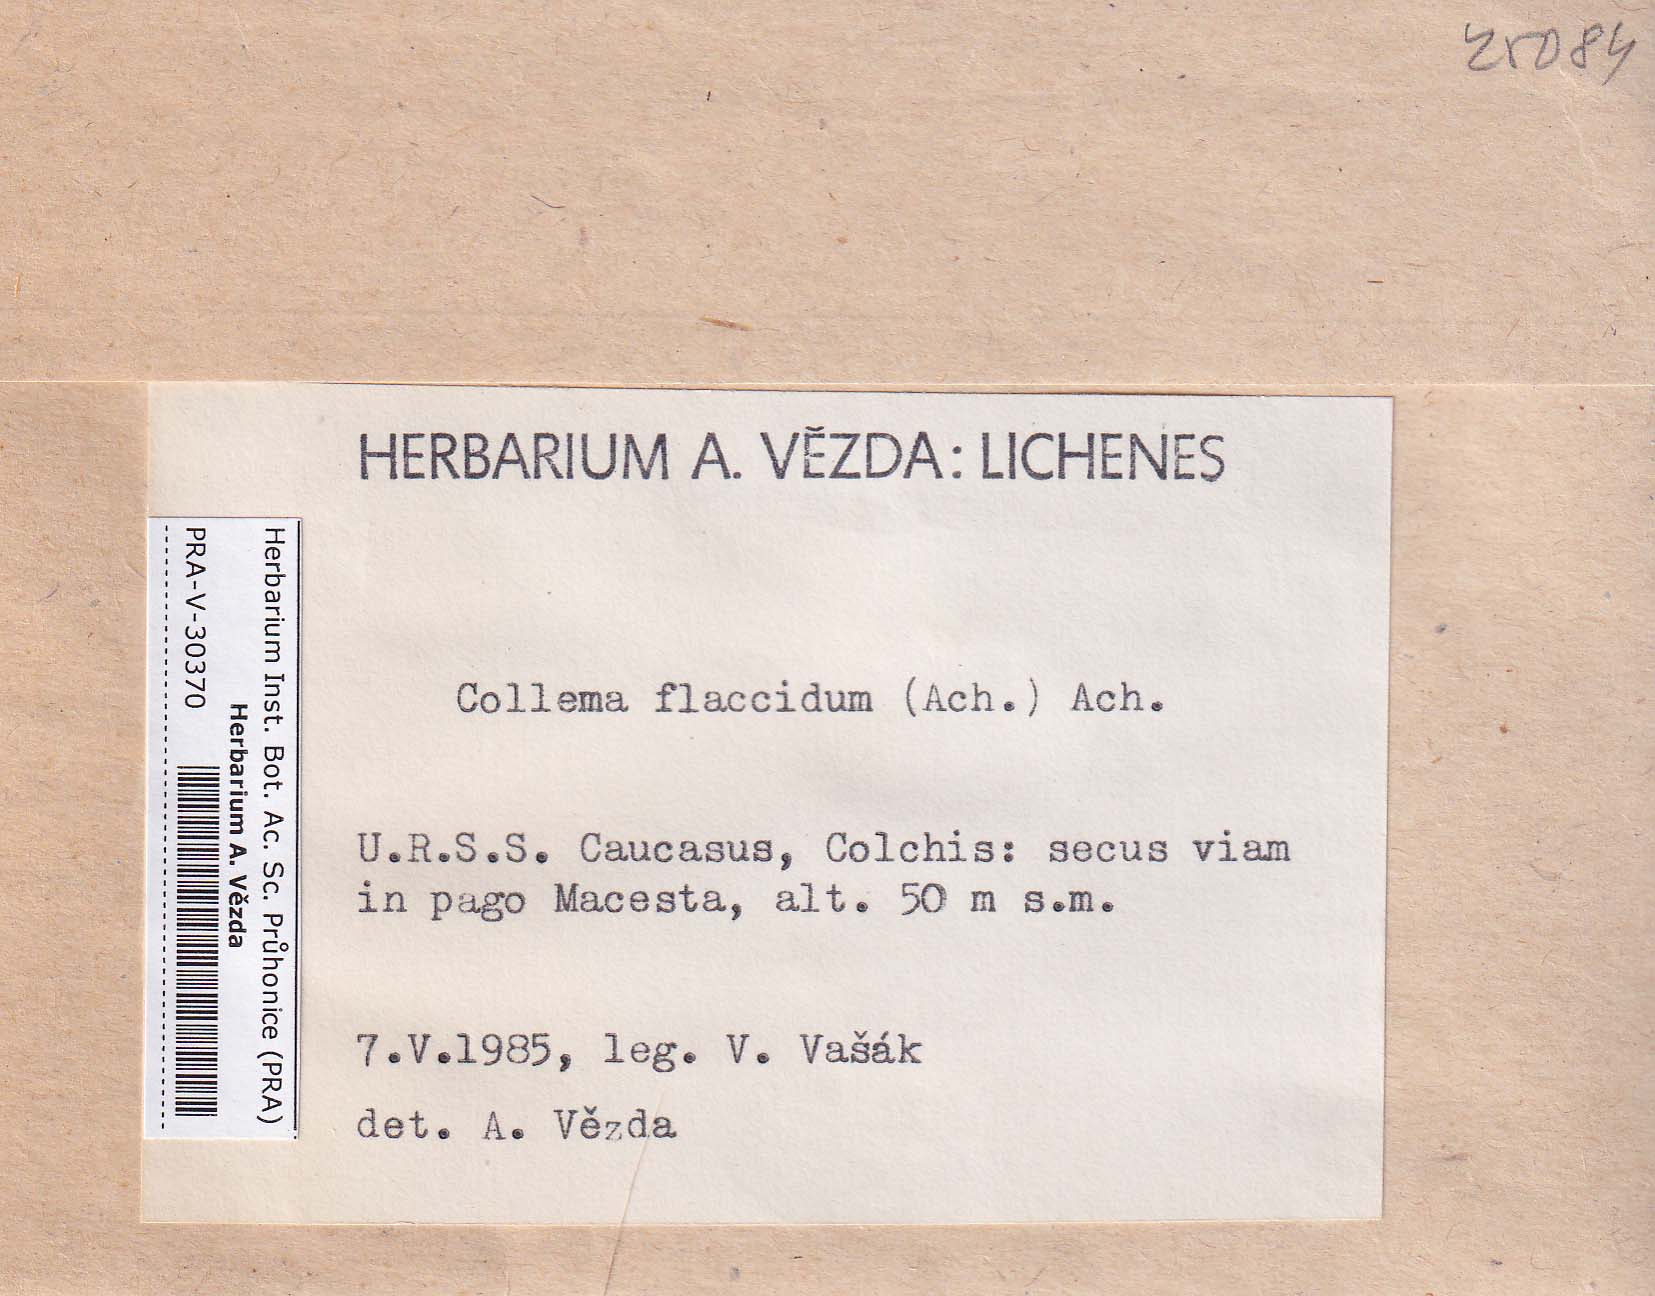 HERBARIUM A. VĚZDA: LICHENES
Collema flaccidum (Ach.) Ach.
U.R.S.S. Caucasus, Colchis: secus viam
in pago Macesta, alt. 50 m s.m.
7.V.1985, leg. V. Vašák
det. A. Vězda
Herbarium Inst. Bot. Ac. Sc. Průhonice (PRA)
Herbarium A. Vězda
PRA-V-30370